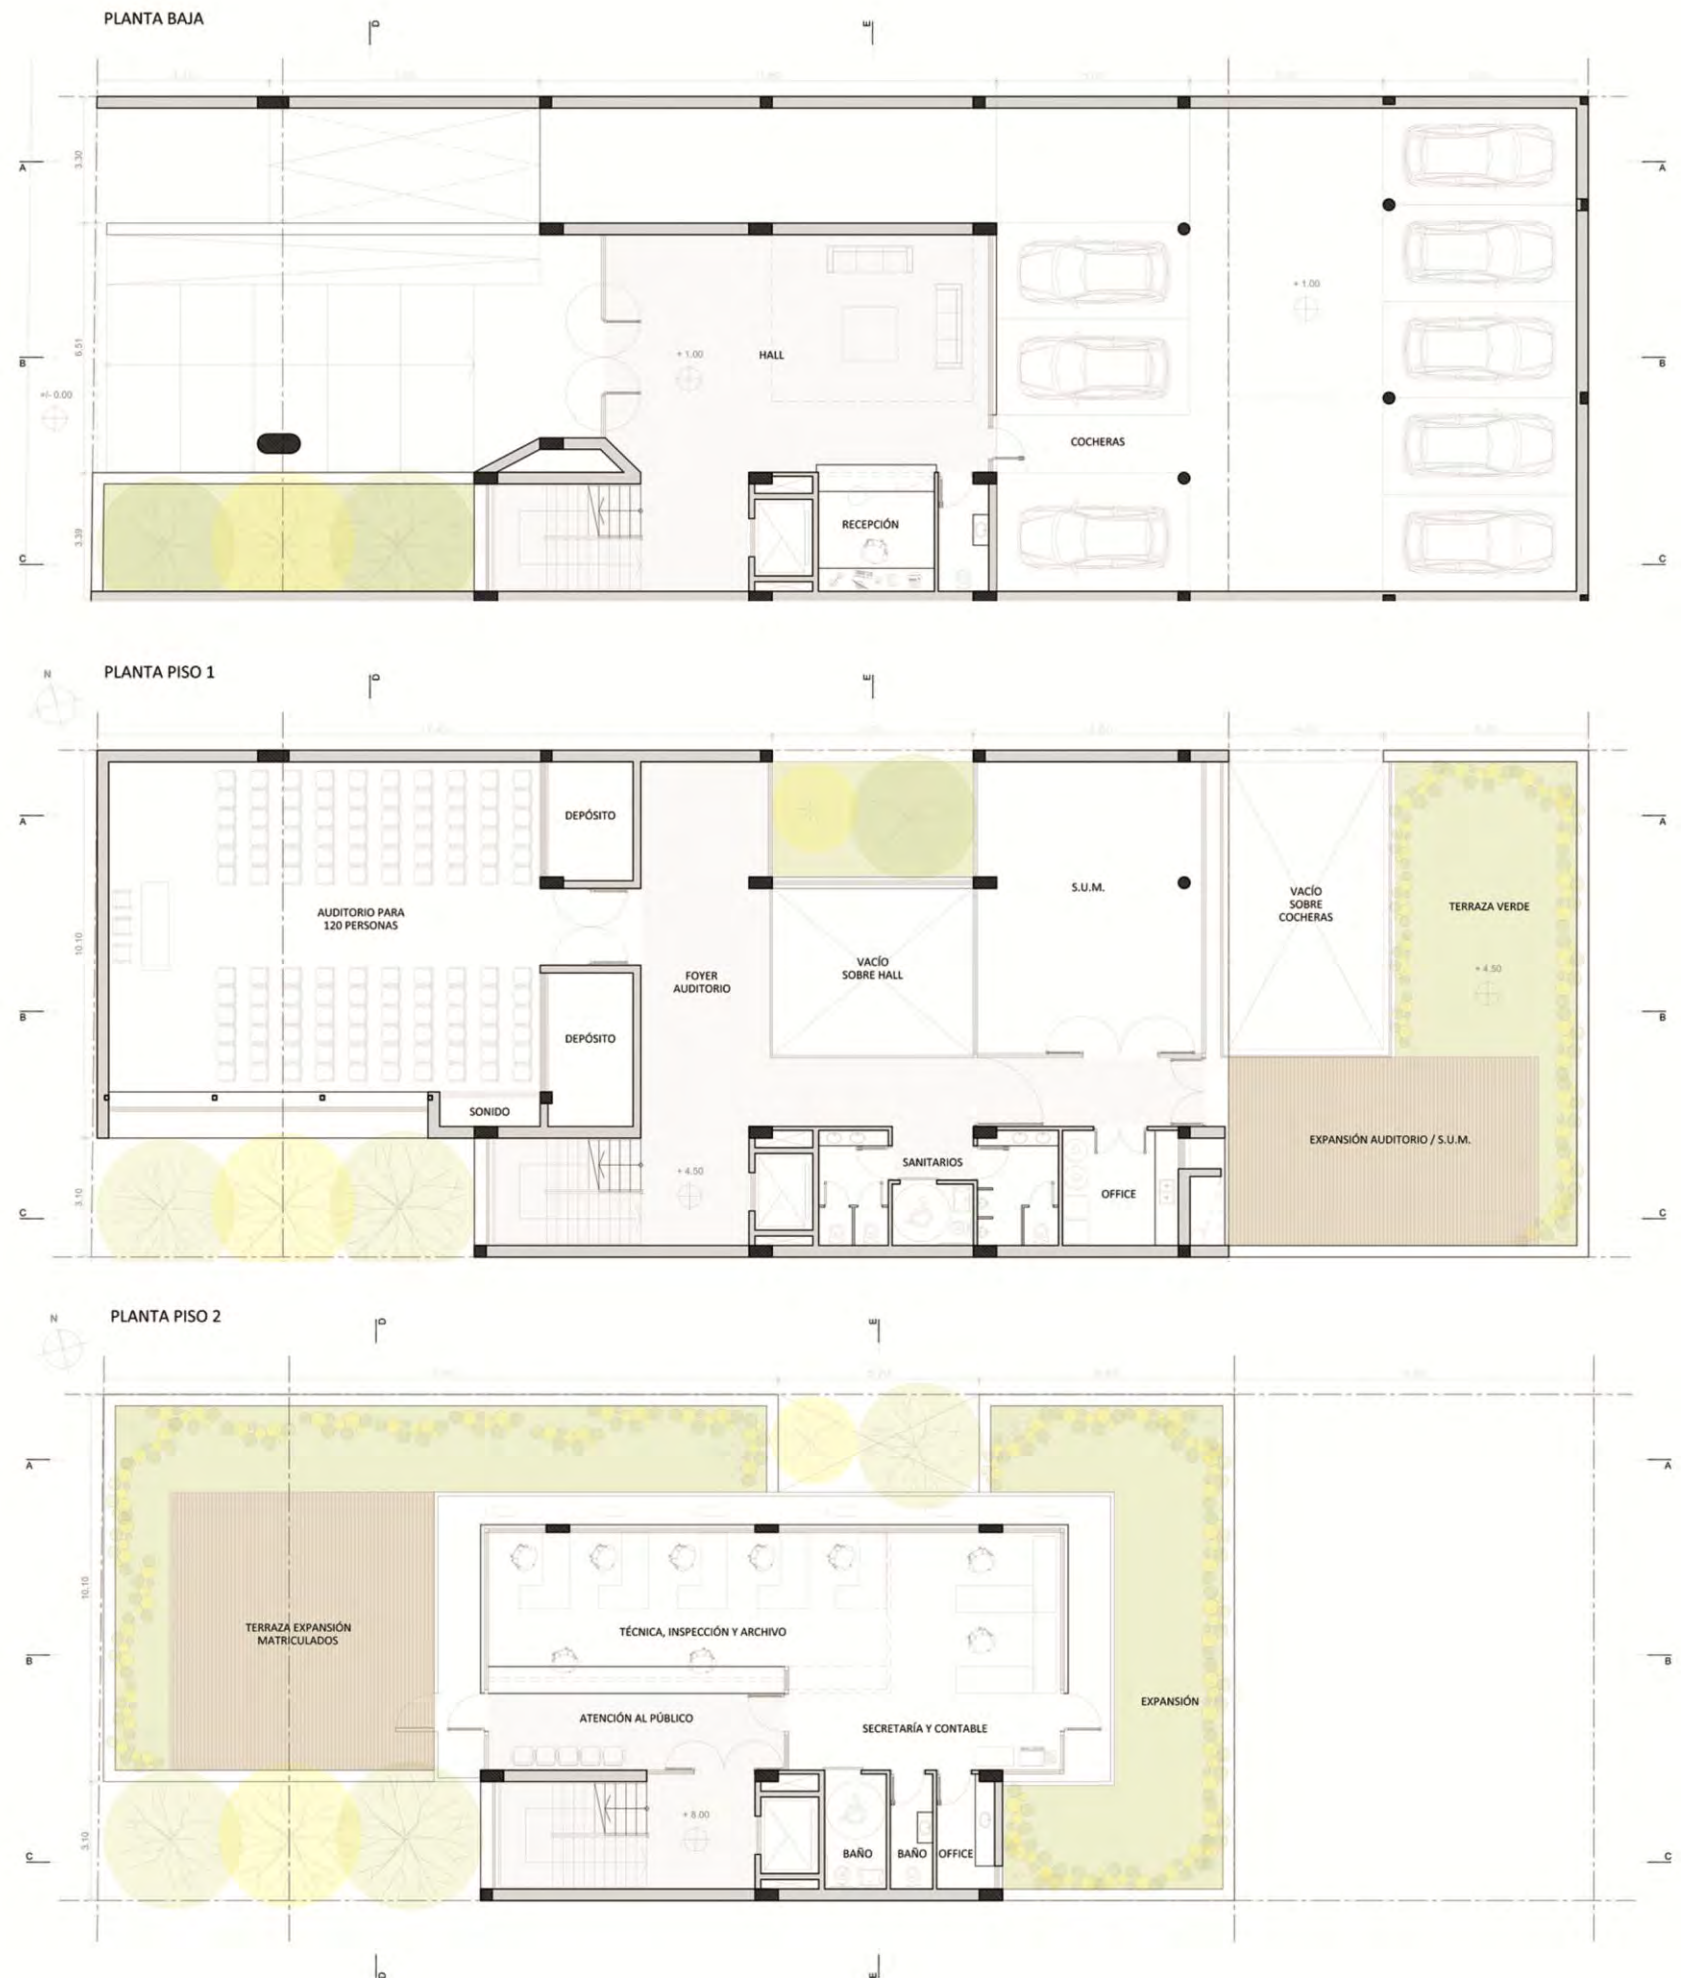 PLANTA BAJA
D
E
A
3.30
A
+ 1.00
6.51
B
+ 1.00
HALL
B
+/- 0.00
COCHERAS
RECEPCIÓN
3.39
C
C
PLANTA PISO 1
N
D
E
A
DEPÓSITO
A
S.U.M.
AUDITORIO PARA
120 PERSONAS
VACÍO
SOBRE
COCHERAS
TERRAZA VERDE
10.10
FOYER
AUDITORIO
VACÍO
SOBRE HALL
+ 4.50
B
B
DEPÓSITO
SONIDO
EXPANSIÓN AUDITORIO / S.U.M.
SANITARIOS
+ 4.50
3.10
OFFICE
C
C
PLANTA PISO 2
N
D
E
A
A
10.10
TERRAZA EXPANSIÓN
MATRICULADOS
TÉCNICA, INSPECCIÓN Y ARCHIVO
B
B
EXPANSIÓN
ATENCIÓN AL PÚBLICO
SECRETARÍA Y CONTABLE
+ 8.00
3.10
BAÑO
BAÑO
OFFICE
C
C
D
E